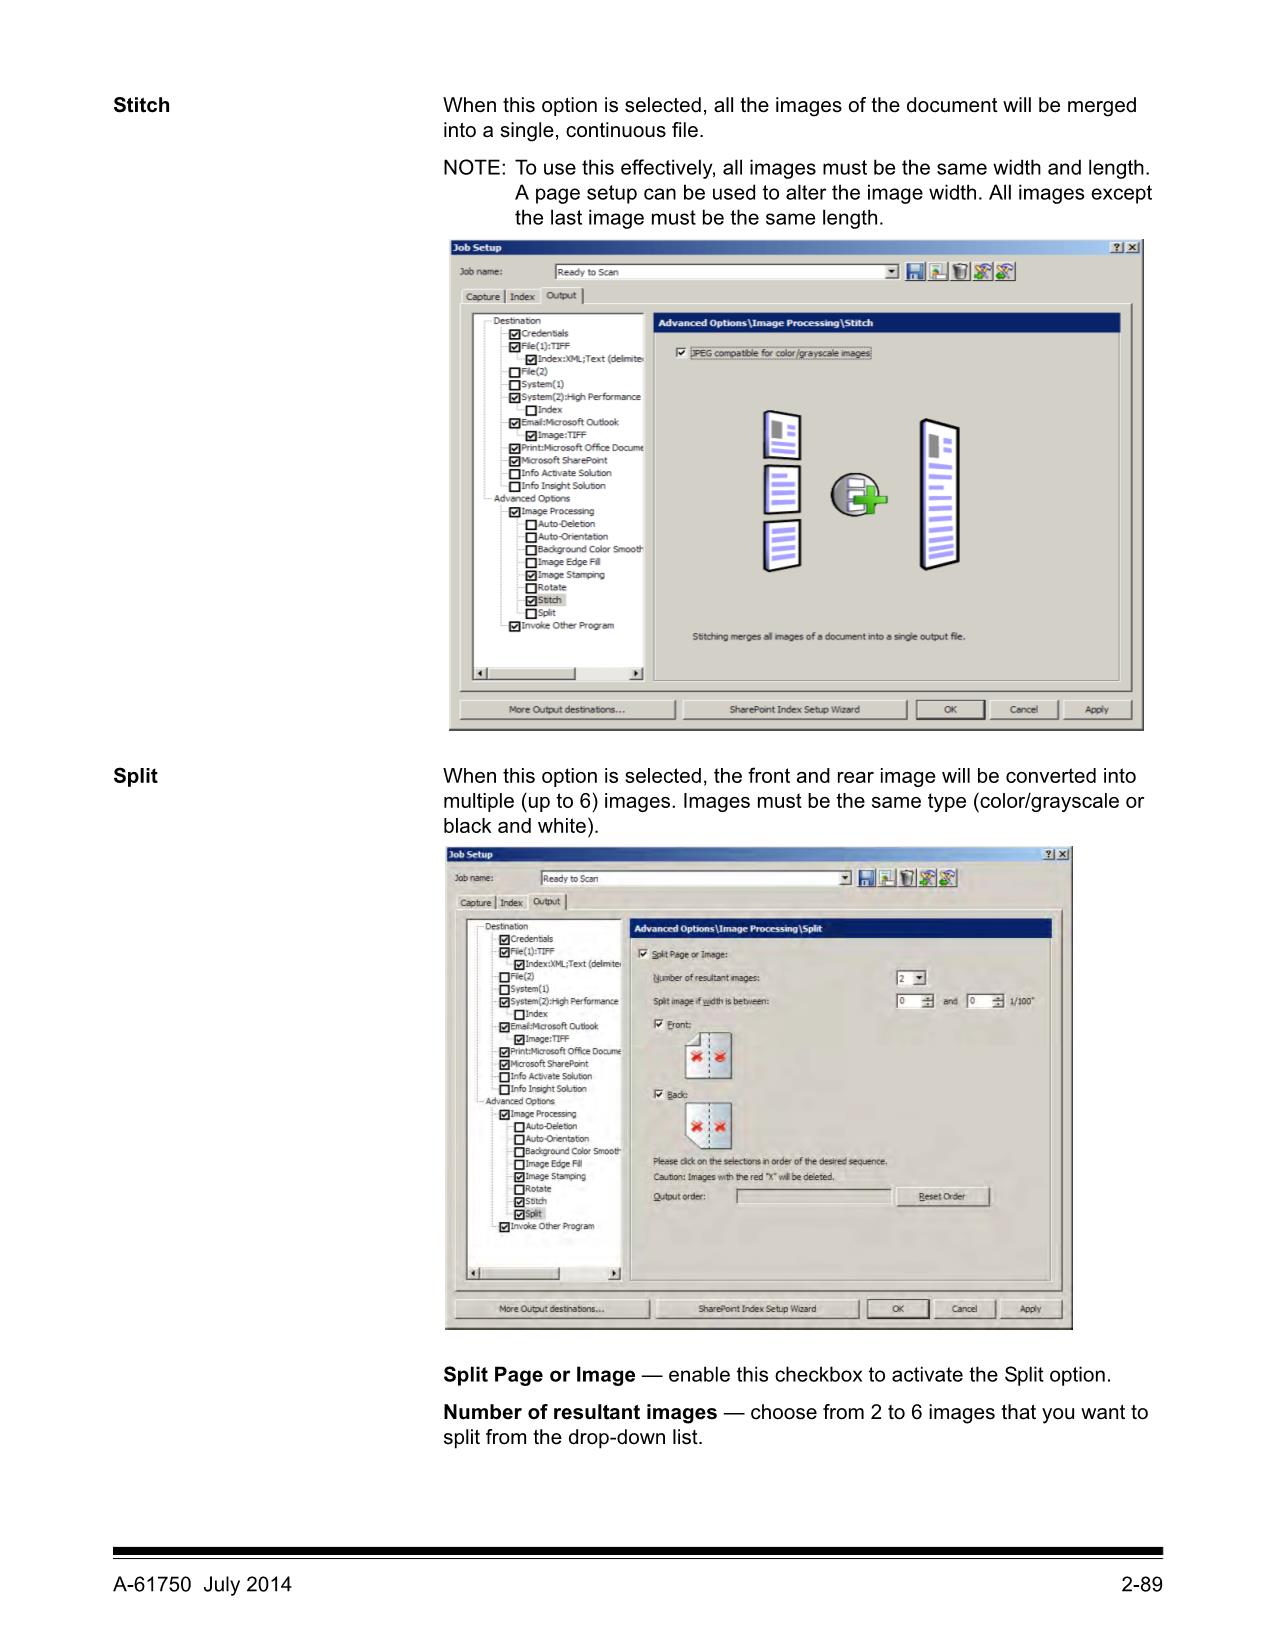 Stitch
When this option is selected, all the images of the document will be merged
into a single, continuous file.
NOTE: To use this effectively, all images must be the same width and length.
A page setup can be used to alter the image width. All images except
the last image must be the same length.
Job Setup
Job name:
Ready to Scan
Capture
Index
Output
Destination
Credentials
File(1):TIFF
Index:XML;Text (delimite
File(2)
System(1)
System(2):High Performance
Index
Email:Microsoft Outlook
Image:TIFF
Print:Microsoft Office Docume
Microsoft SharePoint
Info Activate Solution
Info Insight Solution
Advanced Options
Image Processing
Auto-Deletion
Auto-Orientation
Background Color Smooth
Image Edge Fill
Image Stamping
Rotate
Stitch
Split
Invoke Other Program
Advanced Options\Image Processing\Stitch
JPEG compatible for color/grayscale images
Stitching merges all images of a document into a single output file.
More Output destinations...
SharePoint Index Setup Wizard
OK
Cancel
Apply
Split
When this option is selected, the front and rear image will be converted into
multiple (up to 6) images. Images must be the same type (color/grayscale or
black and white).
Job Setup
Job name:
Ready to Scan
Capture
Index
Output
Destination
Credentials
File(1):TIFF
Index:XML;Text (delimite
File(2)
System(1)
System(2):High Performance
Index
Email:Microsoft Outlook
Image:TIFF
Print:Microsoft Office Docume
Microsoft SharePoint
Info Activate Solution
Info Insight Solution
Advanced Options
Image Processing
Auto-Deletion
Auto-Orientation
Background Color Smooth
Image Edge Fill
Image Stamping
Rotate
Stitch
Split
Invoke Other Program
Advanced Options\Image Processing\Split
Split Page or Image:
Number of resultant images:
2
Split image if width is between:
0 and 0 1/100"
Front:
Back:
Please click on the selections in order of the desired sequence.
Caution: Images with the red "X" will be deleted.
Output order:
Reset Order
More Output destinations...
SharePoint Index Setup Wizard
OK
Cancel
Apply
Split Page or Image — enable this checkbox to activate the Split option.
Number of resultant images — choose from 2 to 6 images that you want to
split from the drop-down list.
A-61750 July 2014
2-89